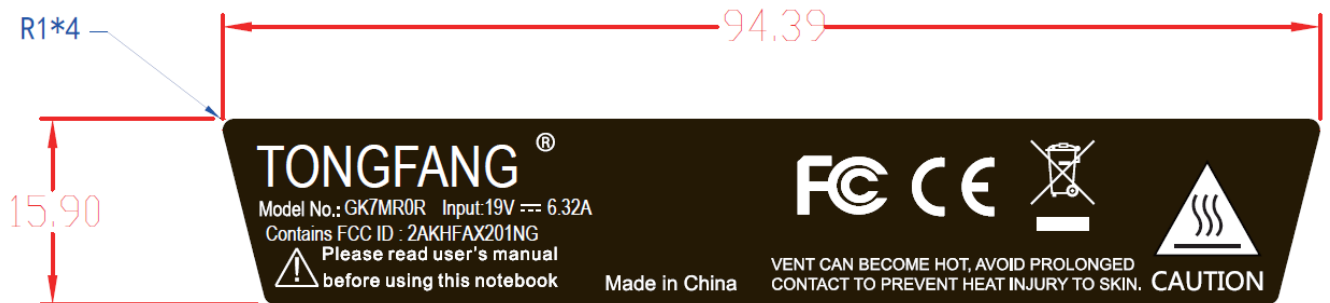 R1*4
94.39
15.90
TONGFANG ®
Model No.: GK7MR0R Input:19V ⎓ 6.32A
Contains FCC ID : 2AKHFAX201NG
Please read user's manual
before using this notebook
Made in China
FC CE
VENT CAN BECOME HOT, AVOID PROLONGED
CONTACT TO PREVENT HEAT INJURY TO SKIN.
CAUTION